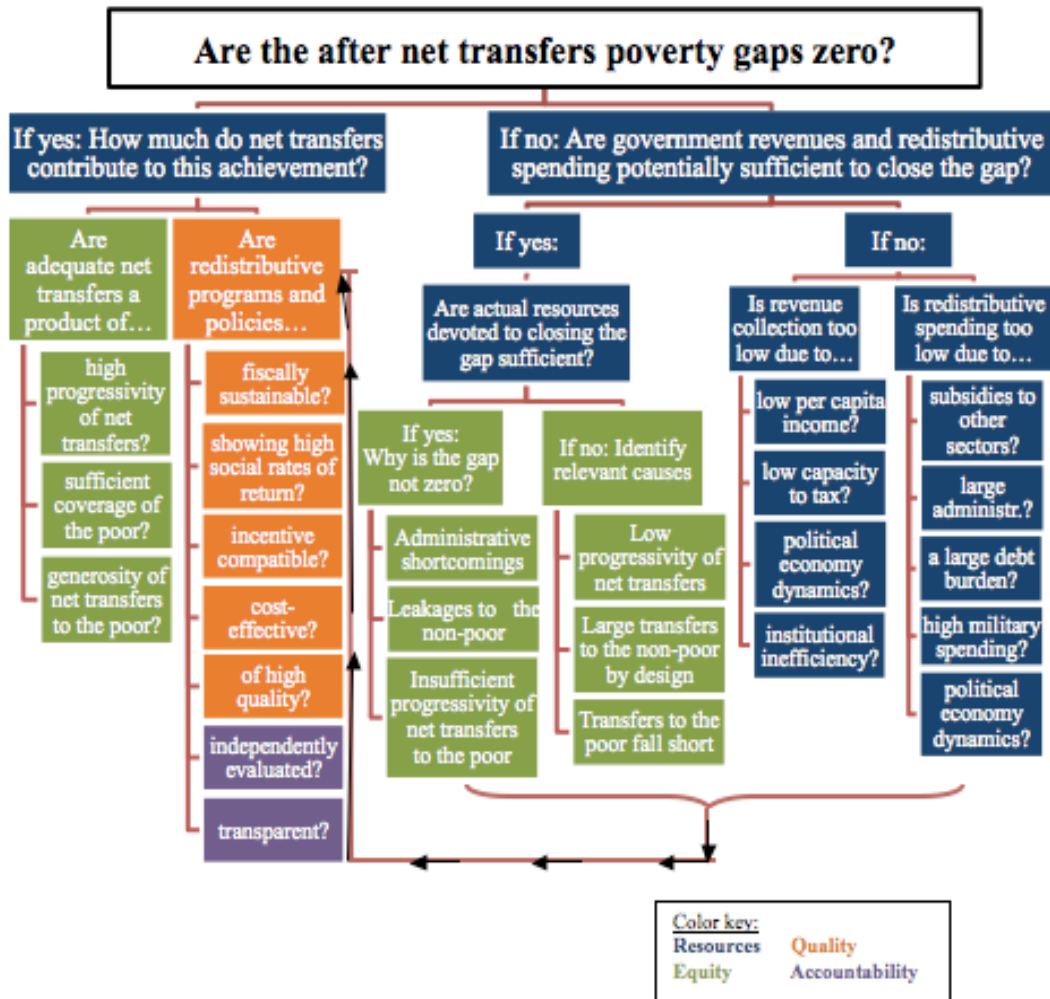 Are the after net transfers poverty gaps zero?
If yes: How much do net transfers
contribute to this achievement?
If no: Are government revenues and redistributive
spending potentially sufficient to close the gap?
Are
adequate net
transfers a
product of…
high
progressivity
of net
transfers?
sufficient
coverage of
the poor?
generosity of
net transfers
to the poor?
Are
redistributive
programs and
policies…
fiscally
sustainable?
showing high
social rates of
return?
incentive
compatible?
cost-
effective?
of high
quality?
independently
evaluated?
transparent?
If yes:
Are actual resources
devoted to closing the
gap sufficient?
If yes:
Why is the gap
not zero?
Administrative
shortcomings
Leakages to the
non-poor
Insufficient
progressivity of
net transfers
to the poor
If no: Identify
relevant causes
Low
progressivity of
net transfers
Large transfers
to the non-poor
by design
Transfers to the
poor fall short
If no:
Is revenue
collection too
low due to…
low per capita
income?
low capacity
to tax?
political
economy
dynamics?
institutional
inefficiency?
Is redistributive
spending too
low due to…
subsidies to
other
sectors?
large
administr.?
a large debt
burden?
high military
spending?
political
economy
dynamics?
Color key:
Resources Quality
Equity Accountability